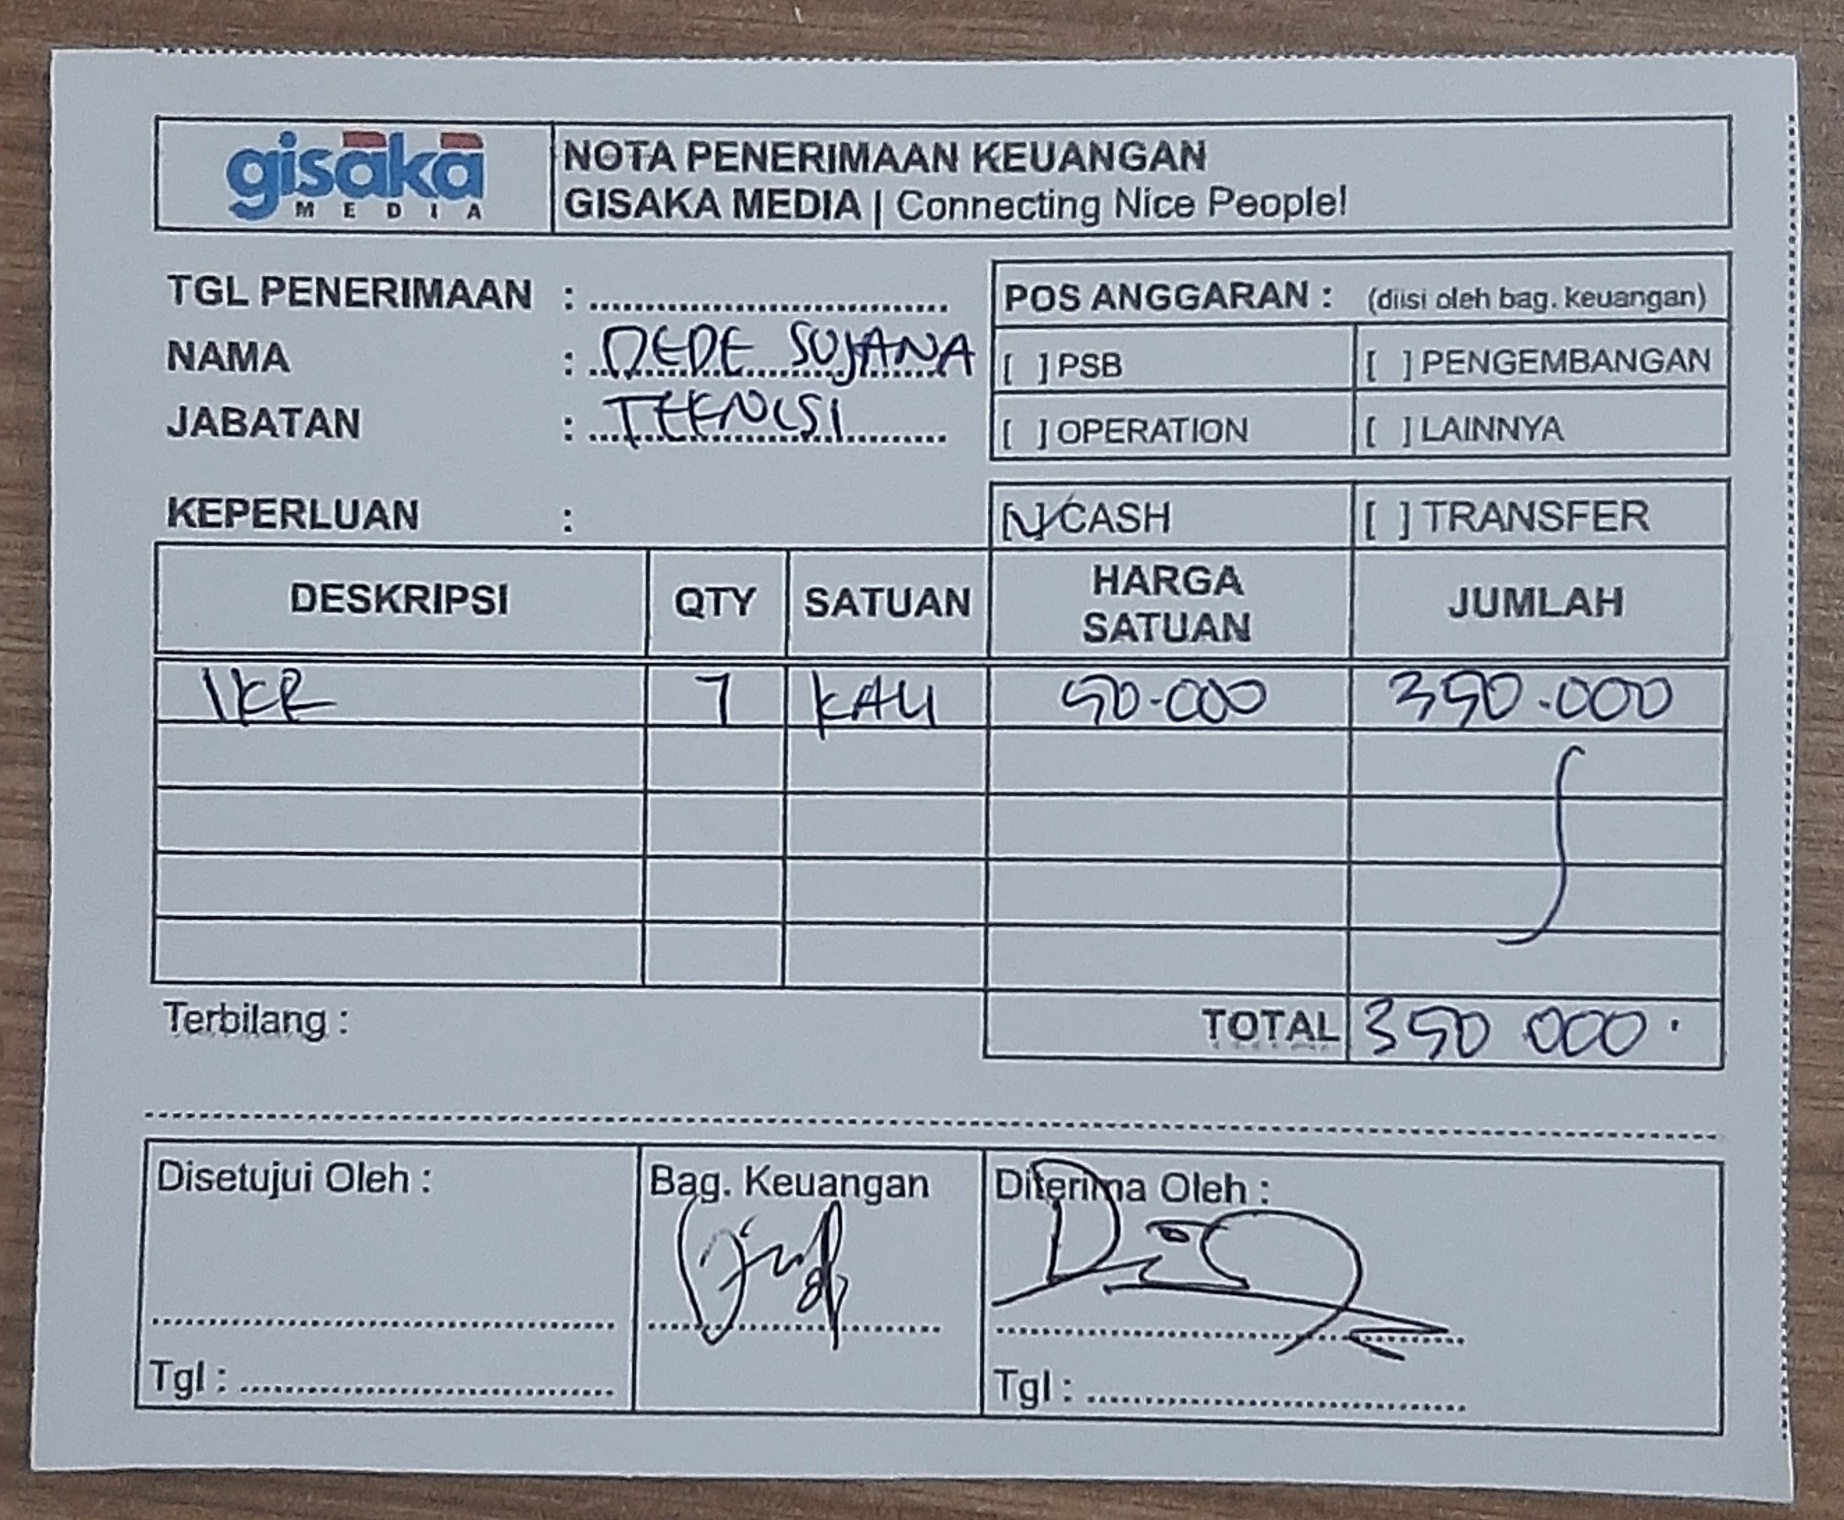 gisaka
MEDIA
NOTA PENERIMAAN KEUANGAN
GISAKA MEDIA | Connecting Nice People!
TGL PENERIMAAN : ....................................
NAMA : DEDE SUJANA
JABATAN : TEKNISI
POS ANGGARAN : (diisi oleh bag. keuangan)
[ ] PSB [ ] PENGEMBANGAN
[ ] OPERATION [ ] LAINNYA
KEPERLUAN :
[✓] CASH [ ] TRANSFER
DESKRIPSI QTY SATUAN HARGA SATUAN JUMLAH
IKR 7 KALI 50.000 350.000
Terbilang :
TOTAL 350 000
Disetujui Oleh : Bag. Keuangan Diterima Oleh :
Tgl : .................................... Tgl : ....................................